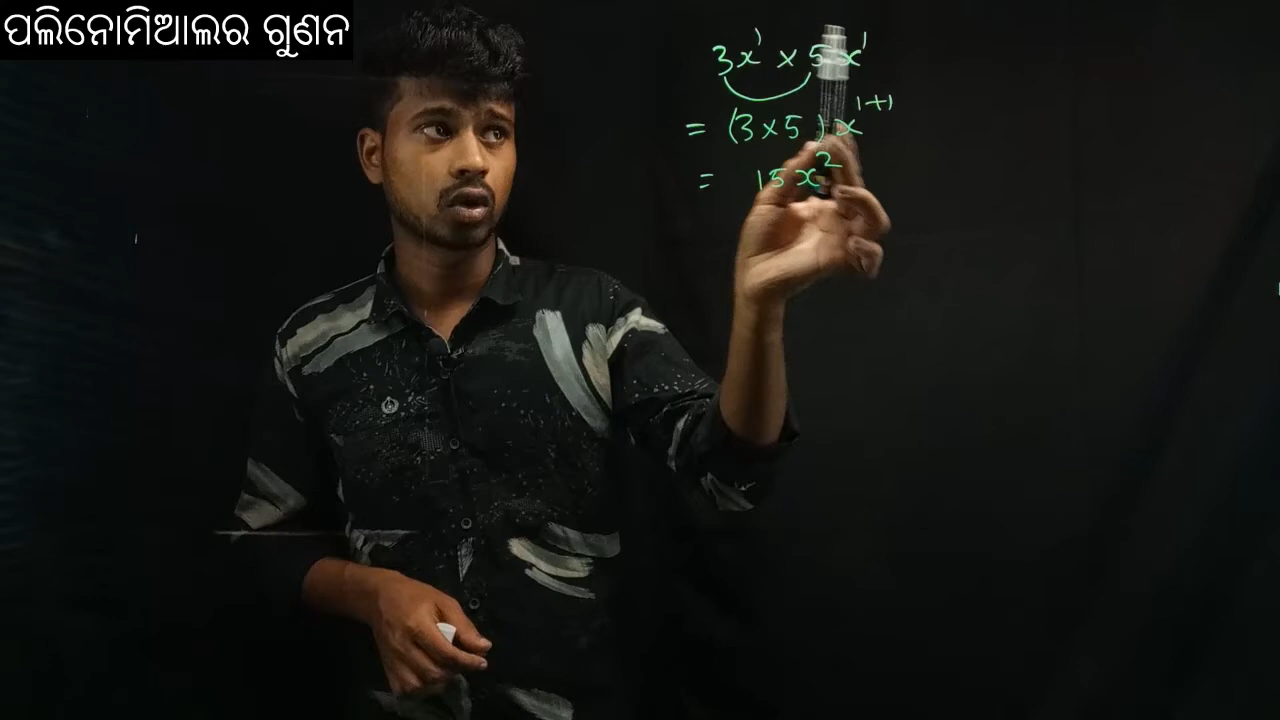 ପଲିନୋମିଆଲର ଗୁଣନ
3x¹ × 5x¹
= (3×5) x¹⁺¹
= 15x²